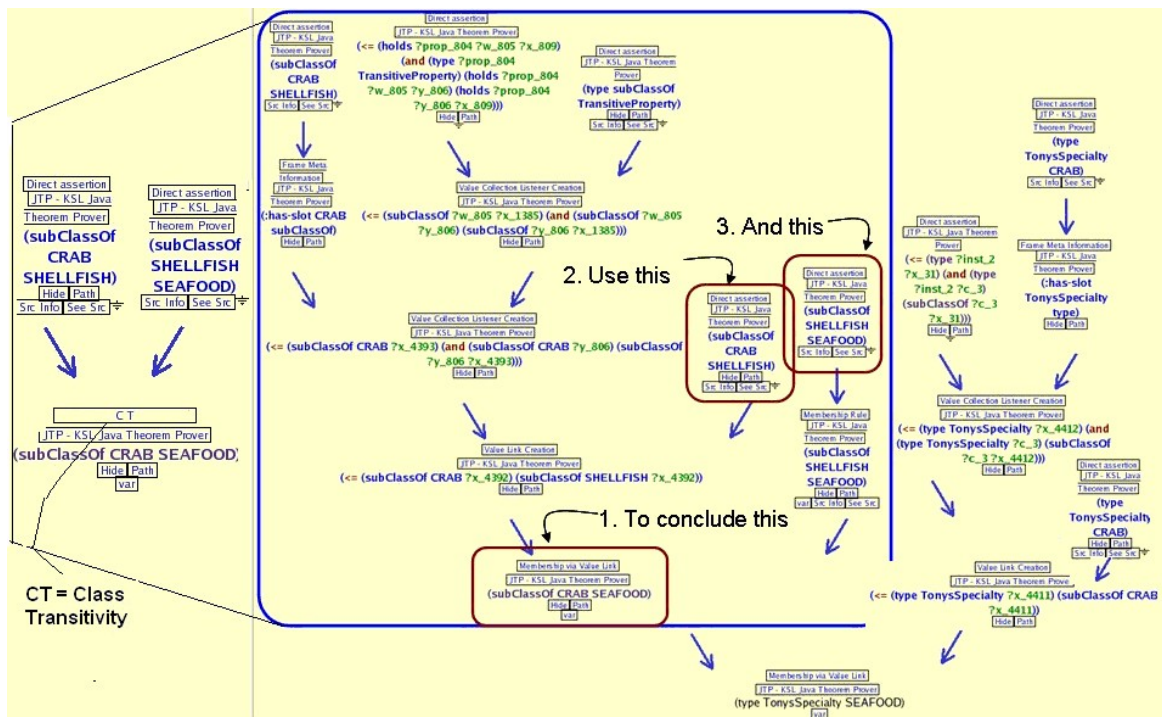 Direct assertion
JTP - KSL Java
Theorem Prover
(subClassOf
CRAB
SHELLFISH)
Hide Path
Src Info See Src
Direct assertion
JTP - KSL Java
Theorem Prover
(subClassOf
SHELLFISH
SEAFOOD)
Src Info See Src
CT
JTP - KSL Java Theorem Prover
(subClassOf CRAB SEAFOOD)
Hide Path
var
CT = Class
Transitivity
Direct assertion
JTP - KSL Java
Theorem Prover
(subClassOf
CRAB
SHELLFISH)
Src Info See Src
Frame Meta
Information
JTP - KSL Java
Theorem Prover
(:has-slot CRAB
subClassOf)
Hide Path
Direct assertion
JTP - KSL Java Theorem Prover
(<= (holds ?prop_804 ?w_805 ?x_809)
(and (type ?prop_804
TransitiveProperty) (holds ?prop_804
?w_805 ?y_806) (holds ?prop_804
?y_806 ?x_809)))
Hide Path
Direct assertion
JTP - KSL Java Theorem
Prover
(type subClassOf
TransitiveProperty)
Hide Path
Src Info See Src
Value Collection Listener Creation
JTP - KSL Java Theorem Prover
(<= (subClassOf ?w_805 ?x_1385) (and (subClassOf ?w_805
?y_806) (subClassOf ?y_806 ?x_1385)))
Hide Path
Value Collection Listener Creation
JTP - KSL Java Theorem Prover
(<= (subClassOf CRAB ?x_4393) (and (subClassOf CRAB ?y_806) (subClassOf
?y_806 ?x_4393)))
Hide Path
2. Use this
Direct assertion
JTP - KSL Java
Theorem Prover
(subClassOf
CRAB
SHELLFISH)
Hide Path
Src Info See Src
3. And this
Direct assertion
JTP - KSL Java
Theorem Prover
(subClassOf
SHELLFISH
SEAFOOD)
Src Info See Src
Membership Rule
JTP - KSL Java
Theorem Prover
(subClassOf
SHELLFISH
SEAFOOD)
Hide Path
var Src Info See Src
Value Link Creation
JTP - KSL Java Theorem Prover
(<= (subClassOf CRAB ?x_4392) (subClassOf SHELLFISH ?x_4392))
Hide Path
1. To conclude this
Membership via Value Link
JTP - KSL Java Theorem Prover
(subClassOf CRAB SEAFOOD)
Hide Path
var
Direct assertion
JTP - KSL Java Theorem
Prover
(<= (type ?inst_2
?x_31) (and (type
?inst_2 ?c_3)
(subClassOf ?c_3
?x_31)))
Hide Path
Direct assertion
JTP - KSL Java
Theorem Prover
(type
TonysSpecialty
CRAB)
Src Info See Src
Frame Meta Information
JTP - KSL Java
Theorem Prover
(:has-slot
TonysSpecialty
type)
Hide Path
Value Collection Listener Creation
JTP - KSL Java Theorem Prover
(<= (type TonysSpecialty ?x_4412) (and
(type TonysSpecialty ?c_3) (subClassOf
?c_3 ?x_4412)))
Hide Path
Direct assertion
JTP - KSL Java
Theorem Prover
(type
TonysSpecialty
CRAB)
Hide Path
Src Info See Src
Value Link Creation
JTP - KSL Java Theorem Prover
(<= (type TonysSpecialty ?x_4411) (subClassOf CRAB
?x_4411))
Hide Path
Membership via Value Link
JTP - KSL Java Theorem Prover
(type TonysSpecialty SEAFOOD)
var